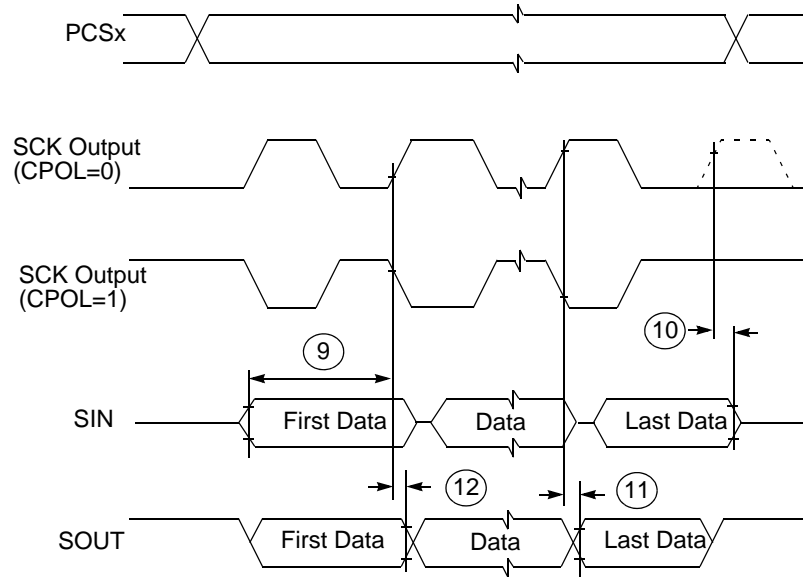 PCSx
SCK Output
(CPOL=0)
SCK Output
(CPOL=1)
10
9
SIN
First Data
Data
Last Data
12
11
SOUT
First Data
Data
Last Data